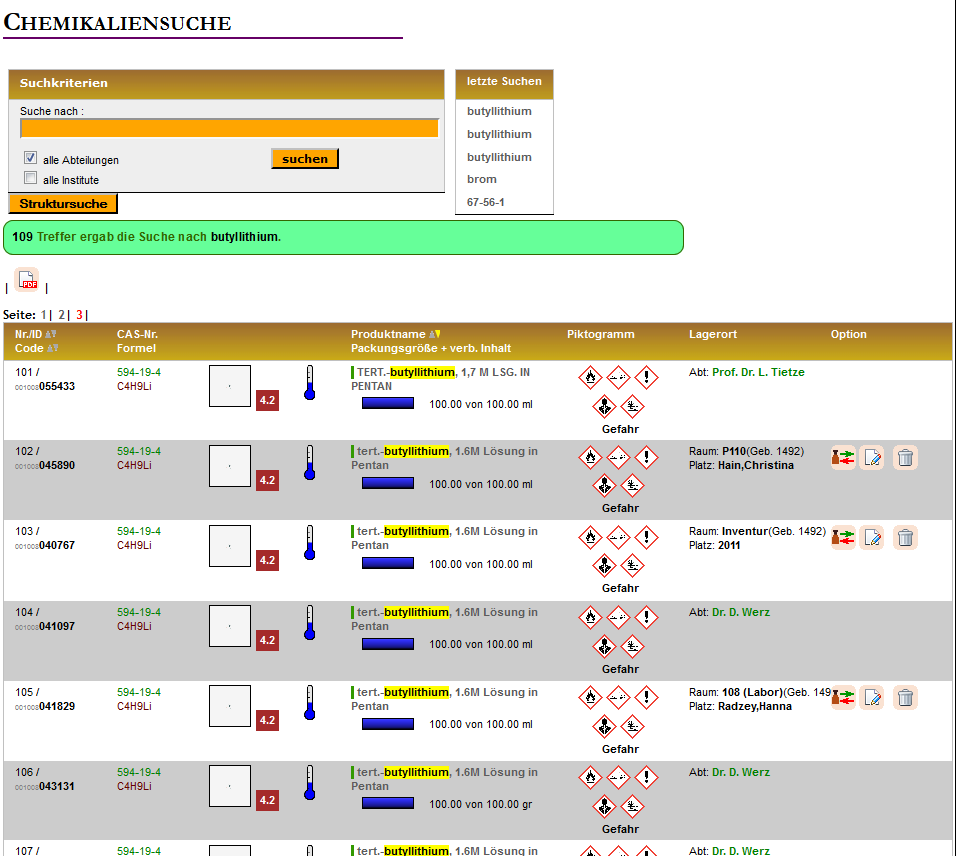 CHEMIKALIENSUCHE
Suchkriterien
Suche nach :
alle Abteilungen
suchen
alle Institute
Struktursuche
letzte Suchen
butyllithium
butyllithium
butyllithium
brom
67-56-1
109 Treffer ergab die Suche nach butyllithium.
| PDF |
Seite: 1| 2| 3|
Nr./ID CAS-Nr. Produktname Piktogramm Lagerort Option
Code Formel Packungsgröße + verb. Inhalt
101 / 594-19-4 TERT.-butyllithium, 1,7 M LSG. IN Abt: Prof. Dr. L. Tietze
001008055433 C4H9Li PENTAN
4.2 100.00 von 100.00 ml
Gefahr
102 / 594-19-4 tert.-butyllithium, 1.6M Lösung in Raum: P110(Geb. 1492)
001008045890 C4H9Li Pentan Platz: Hain,Christina
4.2 100.00 von 100.00 ml
Gefahr
103 / 594-19-4 tert.-butyllithium, 1.6M Lösung in Raum: Inventur(Geb. 1492)
001008040767 C4H9Li Pentan Platz: 2011
4.2 100.00 von 100.00 ml
Gefahr
104 / 594-19-4 tert.-butyllithium, 1.6M Lösung in Abt: Dr. D. Werz
001008041097 C4H9Li Pentan
4.2 100.00 von 100.00 ml
Gefahr
105 / 594-19-4 tert.-butyllithium, 1.6M Lösung in Raum: 108 (Labor)(Geb. 149
001008041829 C4H9Li Pentan Platz: Radzey,Hanna
4.2 100.00 von 100.00 ml
Gefahr
106 / 594-19-4 tert.-butyllithium, 1.6M Lösung in Abt: Dr. D. Werz
001008043131 C4H9Li Pentan
4.2 100.00 von 100.00 gr
Gefahr
107 / 594-19-4 tert.-butyllithium, 1.6M Lösung in Abt: Dr. D. Werz